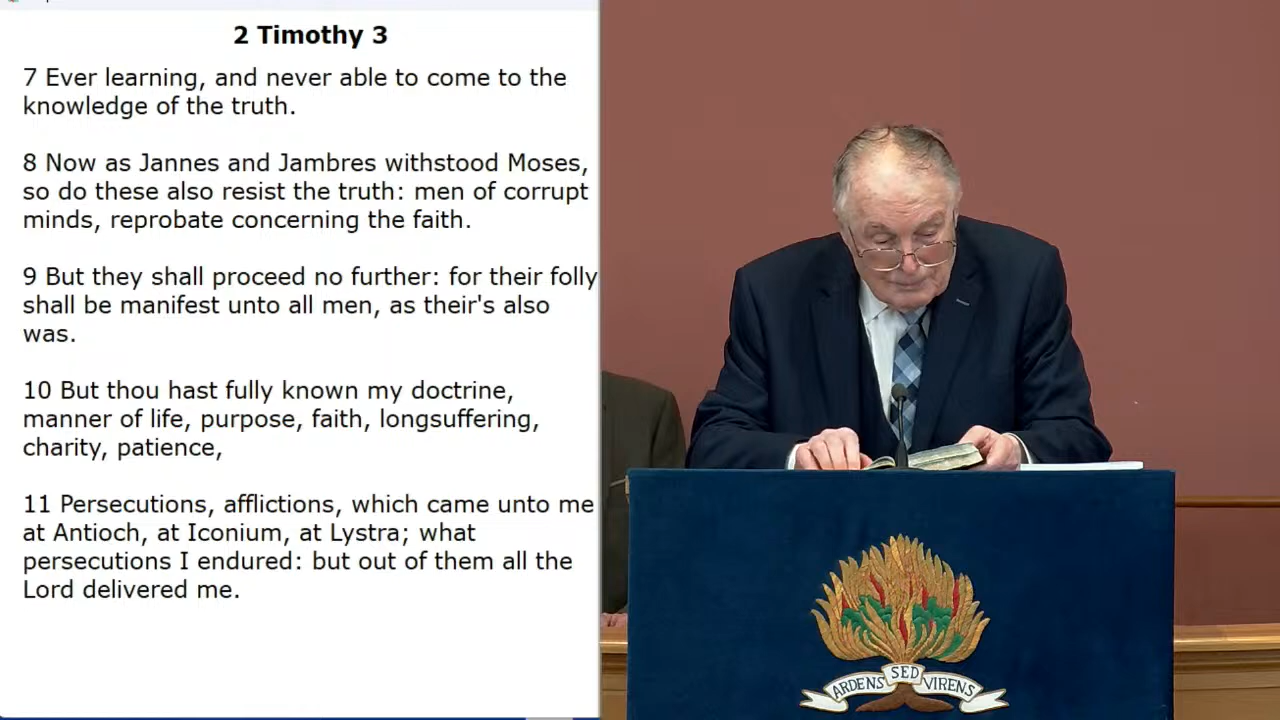 2 Timothy 3
7 Ever learning, and never able to come to the
knowledge of the truth.
8 Now as Jannes and Jambres withstood Moses,
so do these also resist the truth: men of corrupt
minds, reprobate concerning the faith.
9 But they shall proceed no further: for their folly
shall be manifest unto all men, as their's also
was.
10 But thou hast fully known my doctrine,
manner of life, purpose, faith, longsuffering,
charity, patience,
11 Persecutions, afflictions, which came unto me
at Antioch, at Iconium, at Lystra; what
persecutions I endured: but out of them all the
Lord delivered me.
ARDENS SED VIRENS